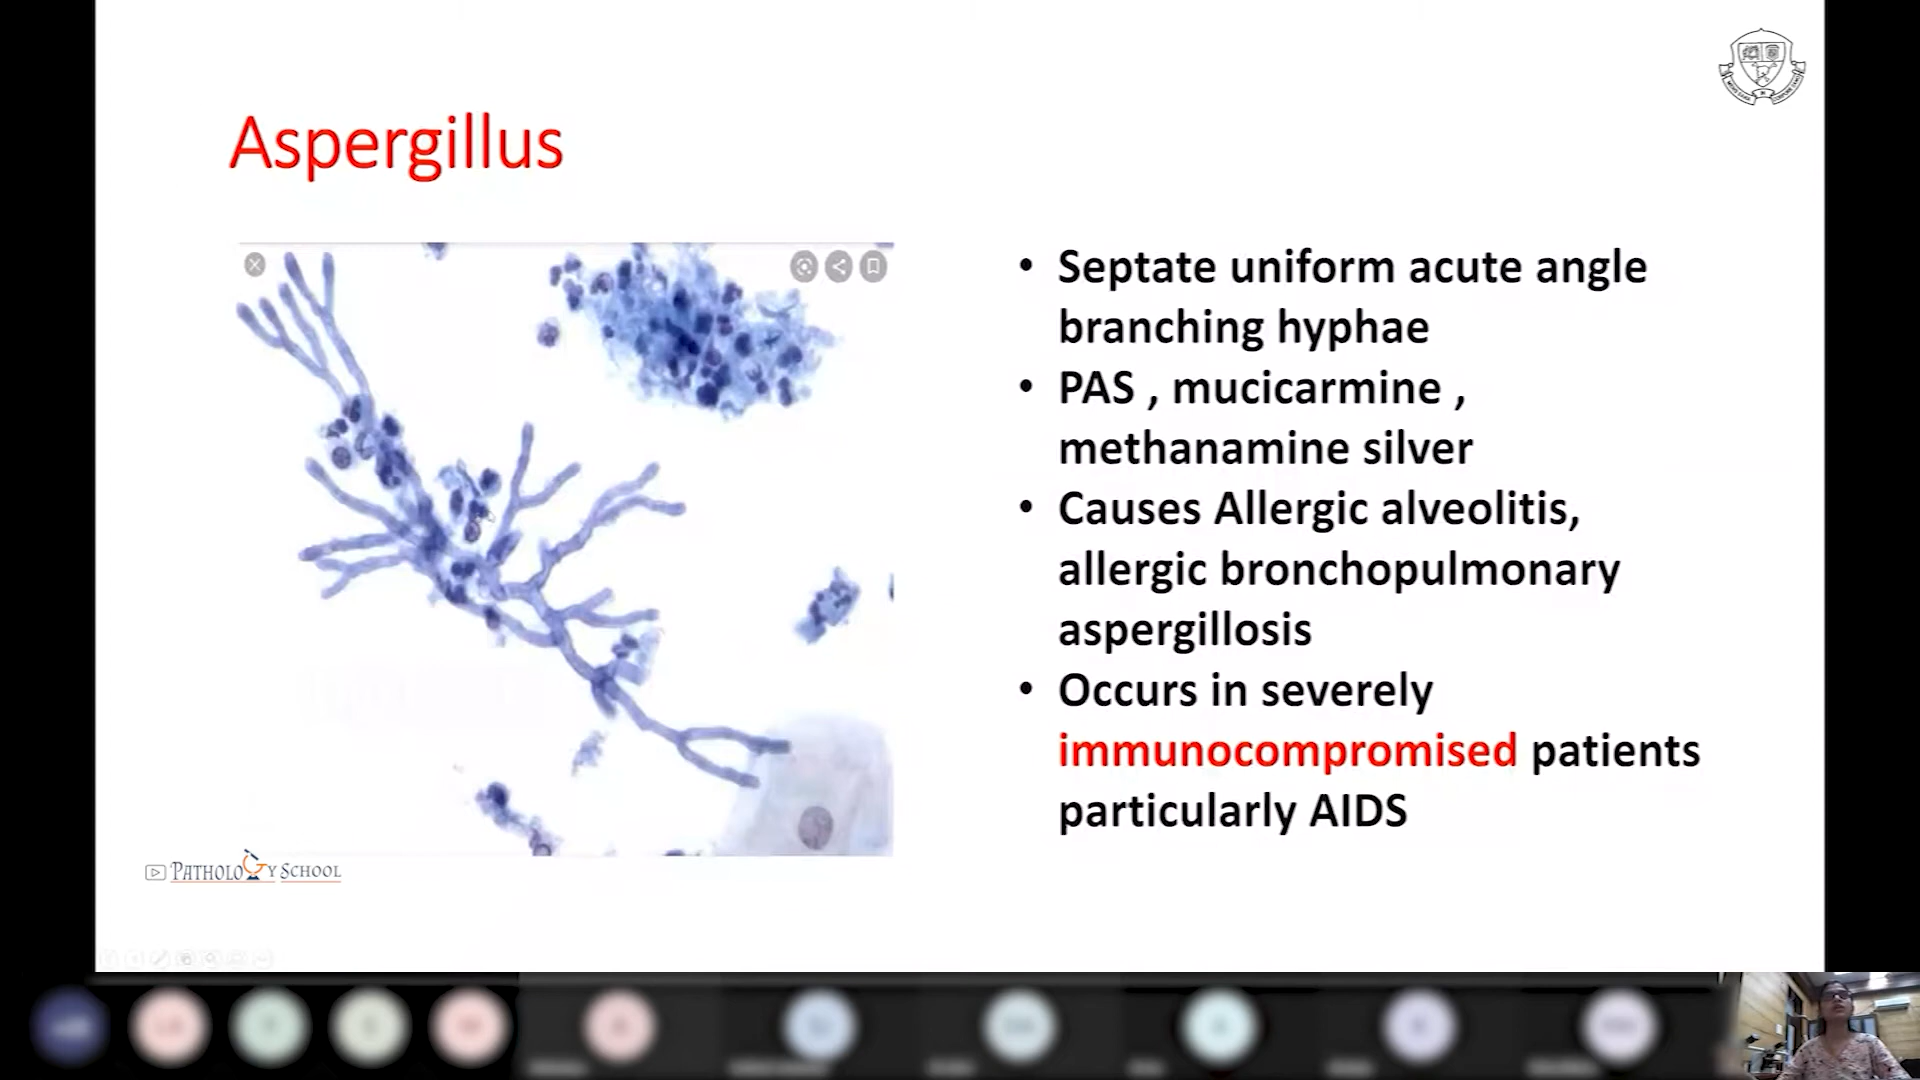 Aspergillus
• Septate uniform acute angle
branching hyphae
• PAS , mucicarmine ,
methanamine silver
• Causes Allergic alveolitis,
allergic bronchopulmonary
aspergillosis
• Occurs in severely
immunocompromised patients
particularly AIDS
PATHOLOGY SCHOOL